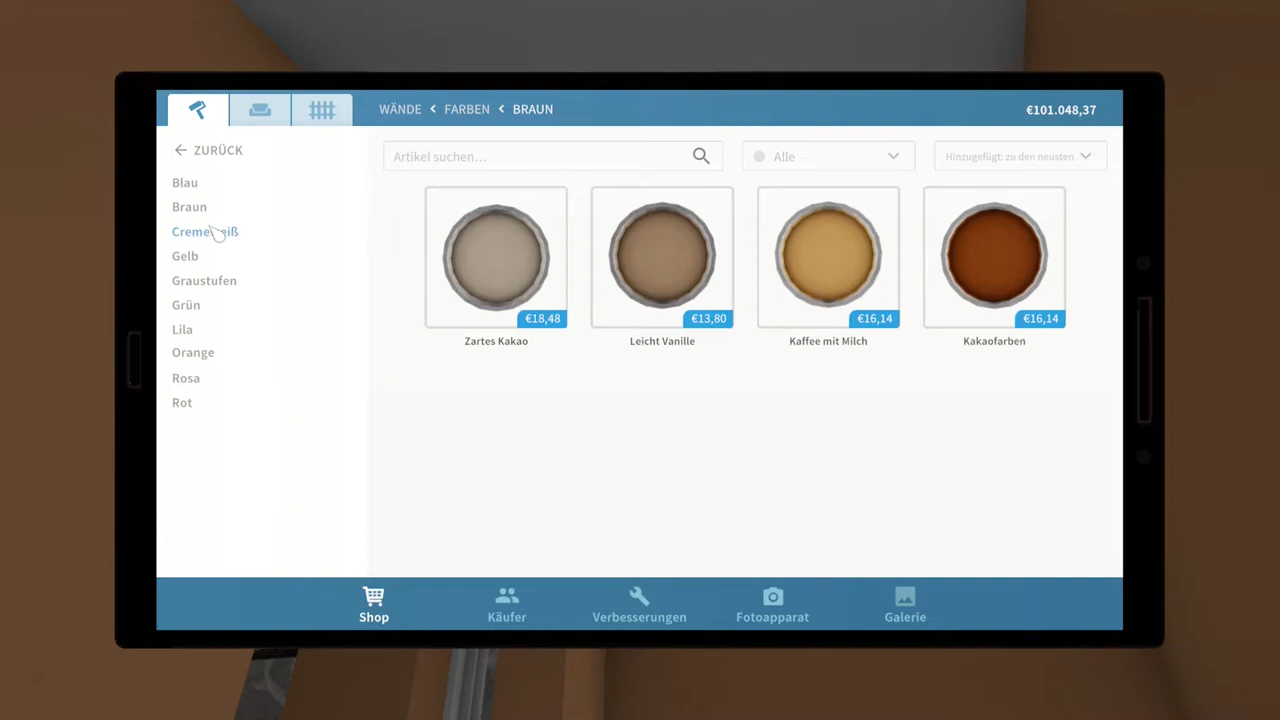 WÄNDE < FARBEN < BRAUN
€101.048,37
ZURÜCK
Artikel suchen...
Alle
Hinzugefügt: zu den neusten
Blau
Braun
Cremeweiß
Gelb
Graustufen
Grün
Lila
Orange
Rosa
Rot
€18,48
€13,80
€16,14
€16,14
Zartes Kakao
Leicht Vanille
Kaffee mit Milch
Kakaofarben
Shop
Käufer
Verbesserungen
Fotoapparat
Galerie